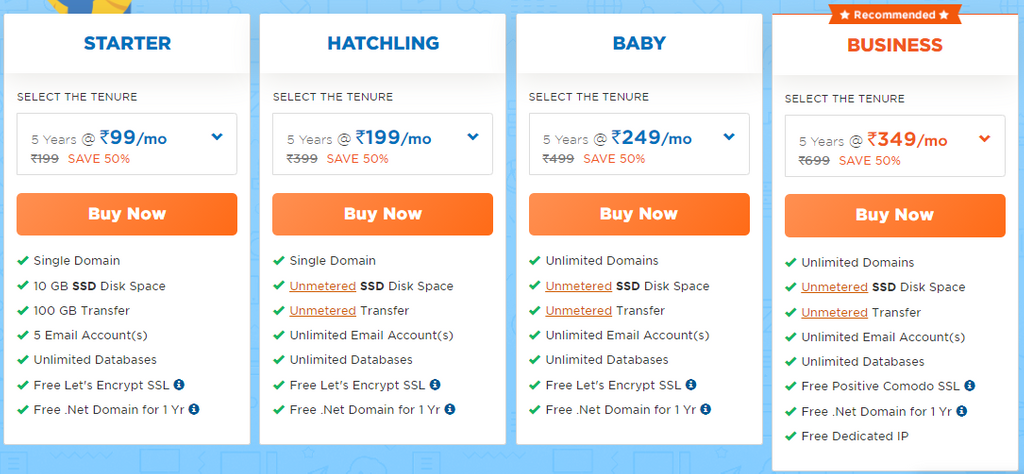 STARTER
SELECT THE TENURE
5 Years @ ₹99/mo
₹199 SAVE 50%
Buy Now
Single Domain
10 GB SSD Disk Space
100 GB Transfer
5 Email Account(s)
Unlimited Databases
Free Let's Encrypt SSL
Free .Net Domain for 1 Yr
HATCHLING
SELECT THE TENURE
5 Years @ ₹199/mo
₹399 SAVE 50%
Buy Now
Single Domain
Unmetered SSD Disk Space
Unmetered Transfer
Unlimited Email Account(s)
Unlimited Databases
Free Let's Encrypt SSL
Free .Net Domain for 1 Yr
BABY
SELECT THE TENURE
5 Years @ ₹249/mo
₹499 SAVE 50%
Buy Now
Unlimited Domains
Unmetered SSD Disk Space
Unmetered Transfer
Unlimited Email Account(s)
Unlimited Databases
Free Let's Encrypt SSL
Free .Net Domain for 1 Yr
Recommended
BUSINESS
SELECT THE TENURE
5 Years @ ₹349/mo
₹699 SAVE 50%
Buy Now
Unlimited Domains
Unmetered SSD Disk Space
Unmetered Transfer
Unlimited Email Account(s)
Unlimited Databases
Free Positive Comodo SSL
Free .Net Domain for 1 Yr
Free Dedicated IP